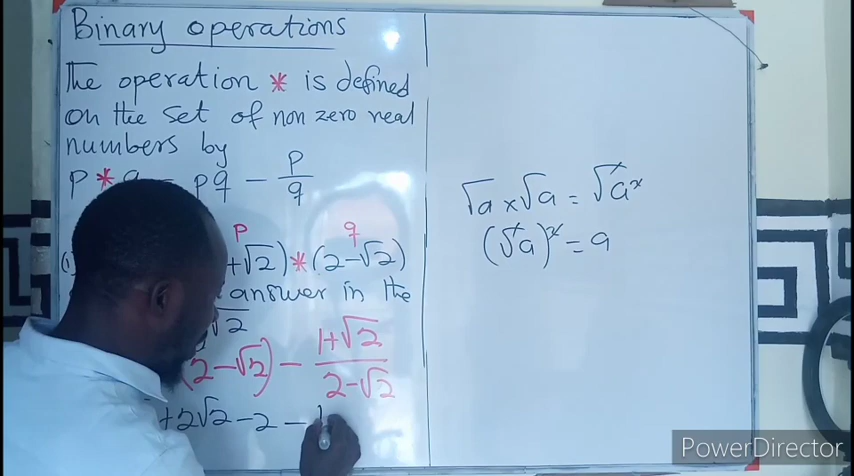 Binary operations
The operation * is defined
on the set of non zero real
numbers by
p * q = pq - p/q
p q
+√2) * (2-√2)
answer in the
√2
(2-√2) - (1+√2)/(2-√2)
+2√2 - 2 - 1
√a × √a = √a²
(√a)² = a
PowerDirector